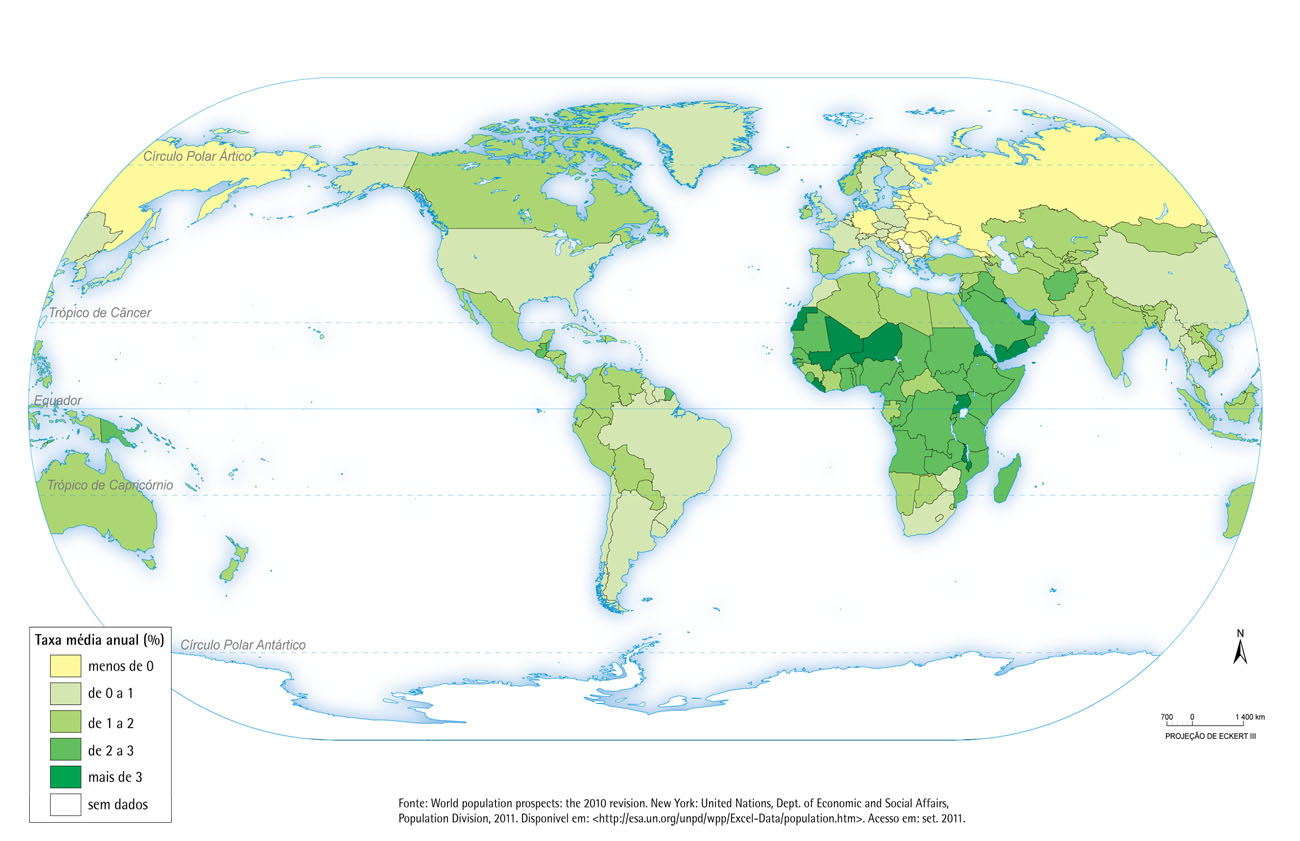 Círculo Polar Ártico
Trópico de Câncer
Equador
Trópico de Capricórnio
Círculo Polar Antártico
Taxa média anual (%)
menos de 0
de 0 a 1
de 1 a 2
de 2 a 3
mais de 3
sem dados
N
700 0 1 400 km
PROJEÇÃO DE ECKERT III
Fonte: World population prospects: the 2010 revision. New York: United Nations, Dept. of Economic and Social Affairs,
Population Division, 2011. Disponível em: <http://esa.un.org/unpd/wpp/Excel-Data/population.htm>. Acesso em: set. 2011.